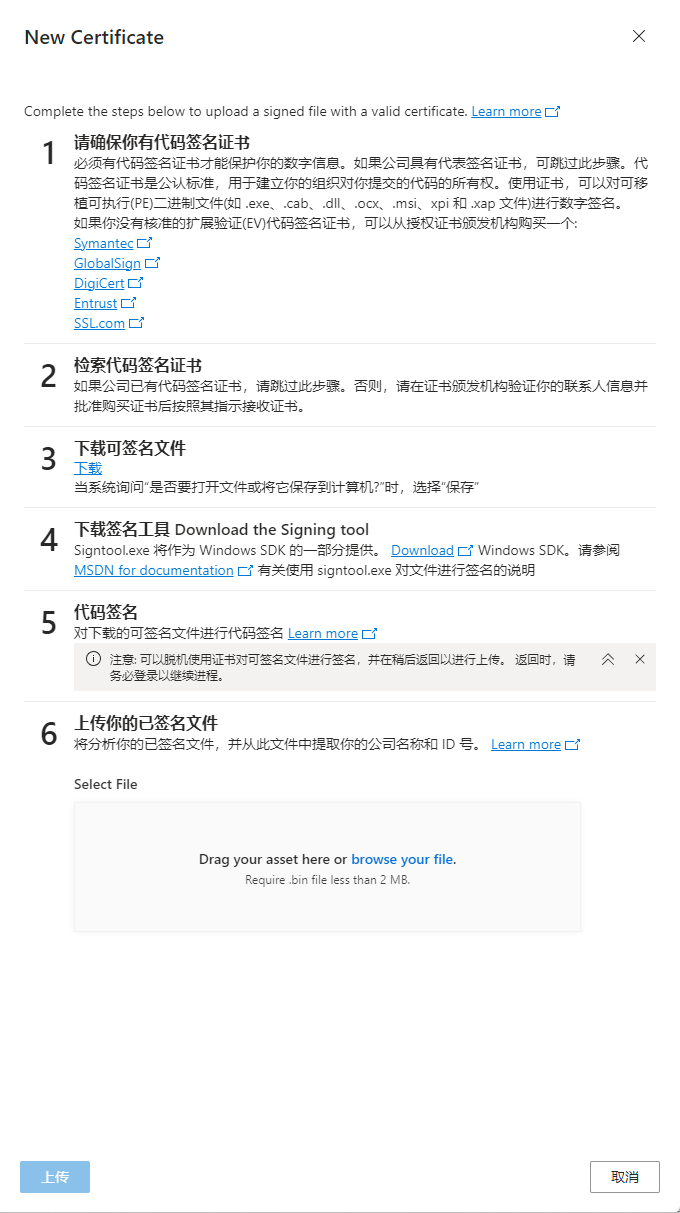 New Certificate
Complete the steps below to upload a signed file with a valid certificate. Learn more
1 请确保你有代码签名证书
必须有代码签名证书才能保护你的数字信息。如果公司具有代表签名证书，可跳过此步骤。代
码签名证书是公认标准，用于建立你的组织对你提交的代码的所有权。使用证书，可以对可移
植可执行(PE)二进制文件(如 .exe、.cab、.dll、.ocx、.msi、xpi 和 .xap 文件)进行数字签名。
如果你没有核准的扩展验证(EV)代码签名证书，可以从授权证书颁发机构购买一个:
Symantec
GlobalSign
DigiCert
Entrust
SSL.com
2 检索代码签名证书
如果公司已有代码签名证书，请跳过此步骤。否则，请在证书颁发机构验证你的联系人信息并
批准购买证书后按照其指示接收证书。
3 下载可签名文件
下载
当系统询问“是否要打开文件或将它保存到计算机?”时，选择“保存”
4 下载签名工具 Download the Signing tool
Signtool.exe 将作为 Windows SDK 的一部分提供。 Download Windows SDK。请参阅
MSDN for documentation 有关使用 signtool.exe 对文件进行签名的说明
5 代码签名
对下载的可签名文件进行代码签名 Learn more
注意: 可以脱机使用证书对可签名文件进行签名，并在稍后返回以进行上传。 返回时，请
务必登录以继续进程。
6 上传你的已签名文件
将分析你的已签名文件，并从此文件中提取你的公司名称和 ID 号。 Learn more
Select File
Drag your asset here or browse your file.
Require .bin file less than 2 MB.
上传
取消